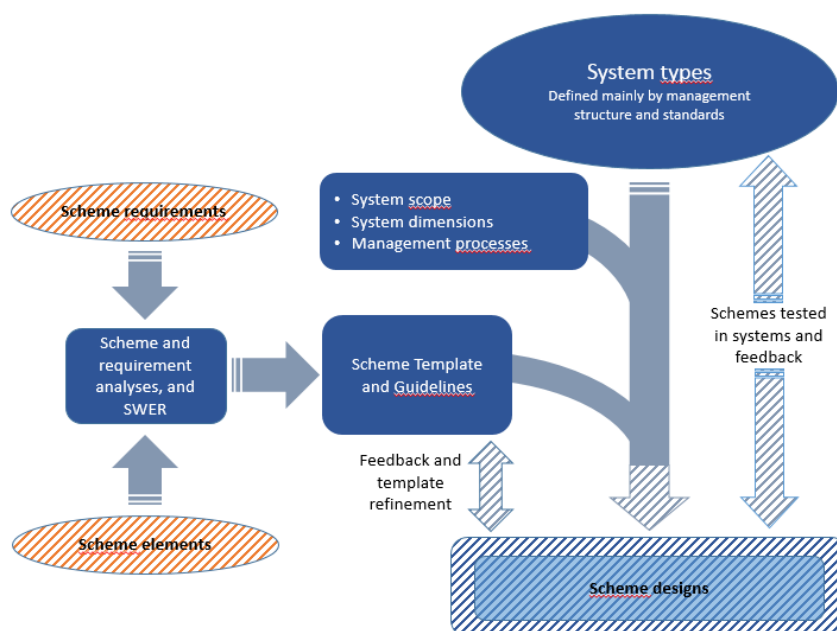 System types
Defined mainly by management
structure and standards
• System scope
• System dimensions
• Management processes
Scheme requirements
Schemes tested
in systems and
feedback
Scheme and
requirement
analyses, and
SWER
Scheme Template
and Guidelines
Feedback and
template
refinement
Scheme elements
Scheme designs